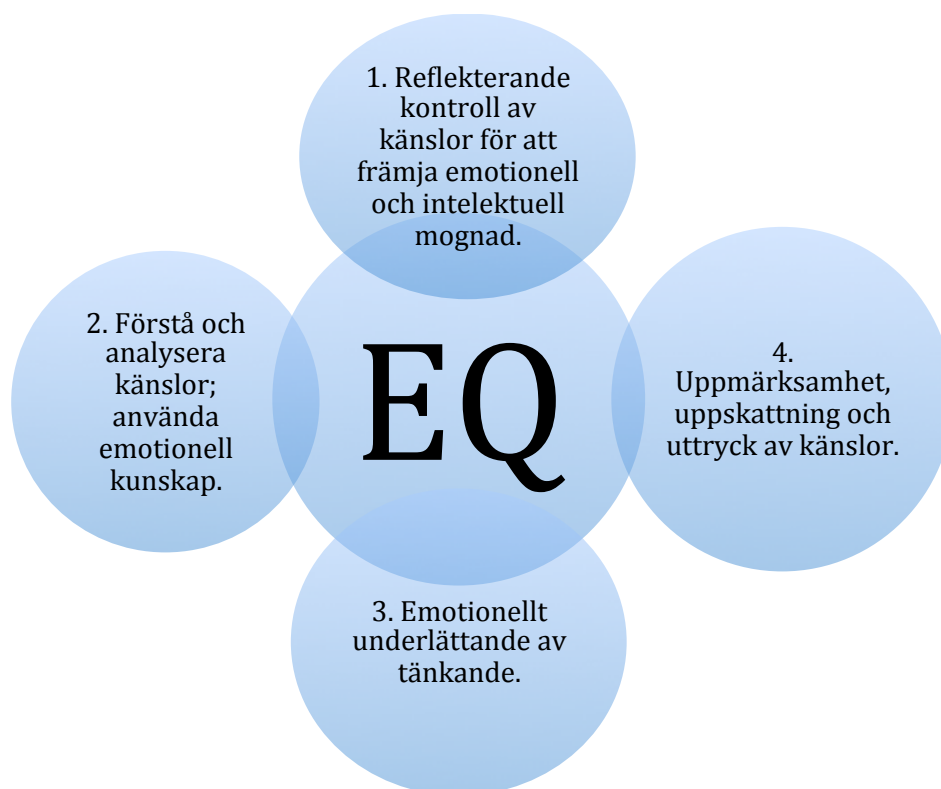 1. Reflekterande
kontroll av
känslor för att
främja emotionell
och intelektuell
mognad.
2. Förstå och
analysera
känslor;
använda
emotionell
kunskap.
EQ
4.
Uppmärksamhet,
uppskattning och
uttryck av känslor.
3. Emotionellt
underlättande av
tänkande.